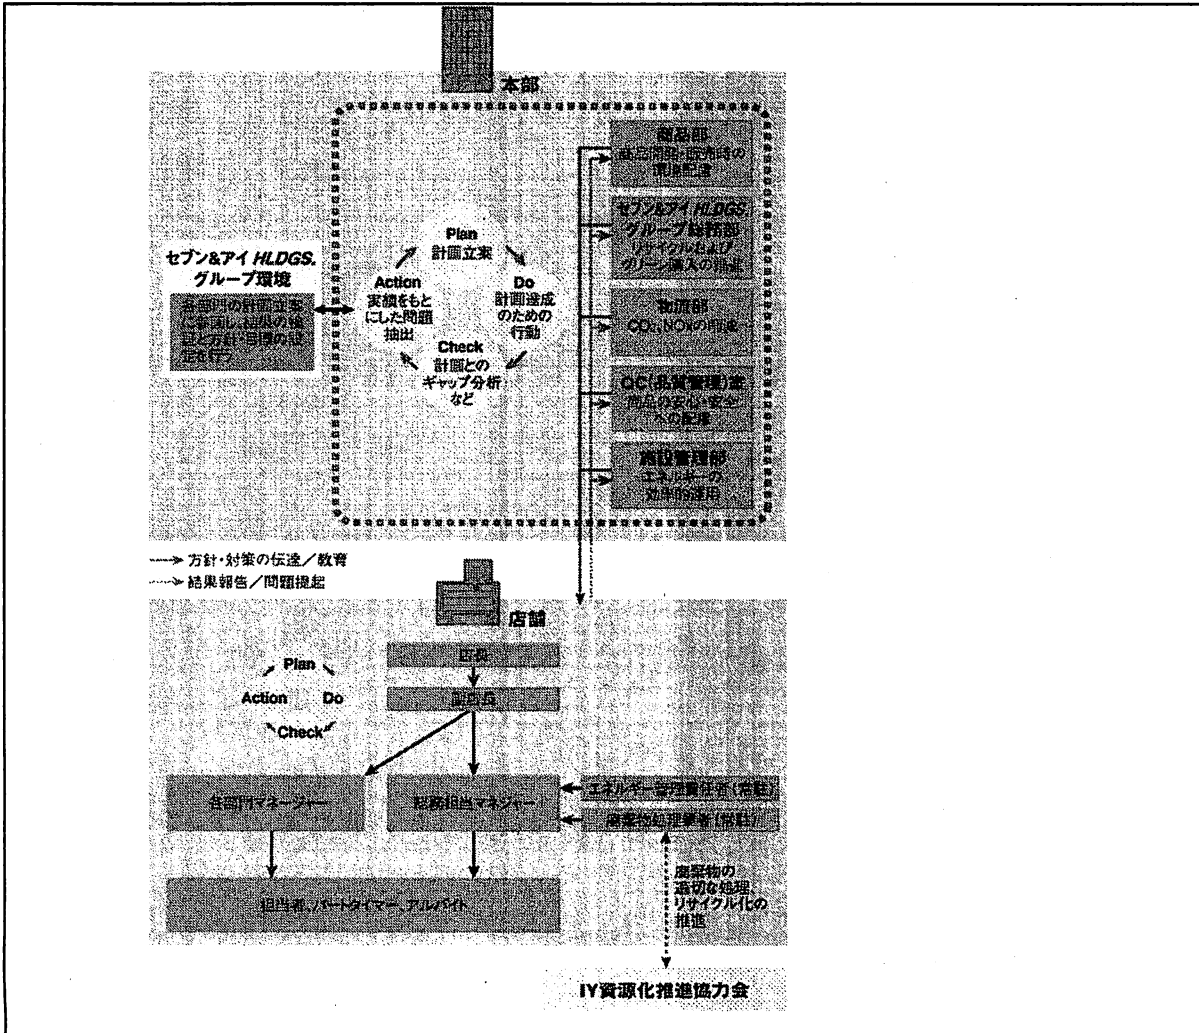 本部
商品部
商品開発・販売時の
環境配慮
セブン&アイ HLDGS.
グループ総務部
リサイクルおよび
グリーン購入の推進
物流部
CO₂、NOxの削減
QC(品質管理)室
商品の安心・安全
への配慮
施設管理部
エネルギーの
効率的運用
Plan
計画立案
Do
計画達成
のための
行動
Check
計画との
ギャップ分析
など
Action
実績をもと
にした問題
抽出
セブン&アイ HLDGS.
グループ環境
各部門の計画立案
に参画し、結果の検
証と方針・目標の設
定を行う
方針・対策の伝達/教育
結果報告/問題提起
店舗
店長
副店長
Plan
Do
Check
Action
各部門マネージャー
総務担当マネジャー
エネルギー管理責任者(常駐)
廃棄物処理業者(常駐)
担当者、パートタイマー、アルバイト
廃棄物の
適切な処理、
リサイクル化の
推進
IY資源化推進協力会